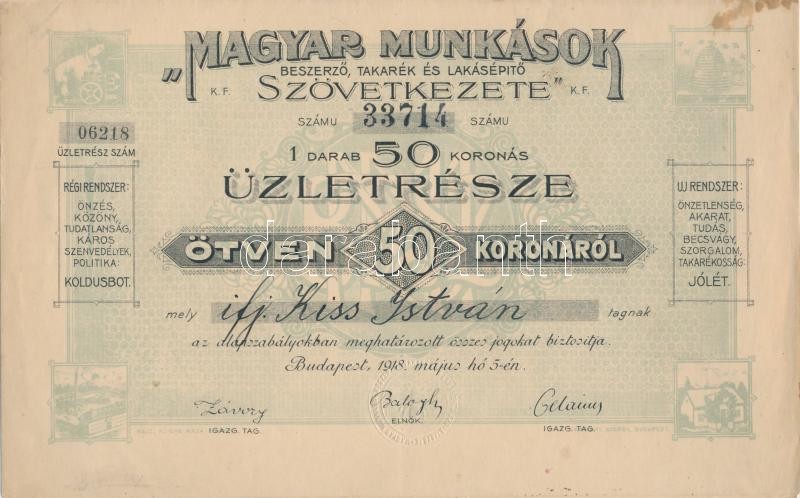 „MAGYAR MUNKÁSOK
BESZERZŐ, TAKARÉK ÉS LAKÁSÉPITŐ
K. F. SZÖVETKEZETE" K. F.
SZÁMU 33714 SZÁMU
06218
ÜZLETRÉSZ SZÁM
1 DARAB 50 KORONÁS
ÜZLETRÉSZE
RÉGI RENDSZER:
ÖNZÉS,
KÖZÖNY,
TUDATLANSÁG,
KÁROS
SZENVEDÉLYEK,
POLITIKA:
KOLDUSBOT.
UJ RENDSZER:
ÖNZETLENSÉG,
AKARAT,
TUDÁS,
BECSVÁGY,
SZORGALOM,
TAKARÉKOSSÁG:
JÓLÉT.
ÖTVEN 50 KORONÁRÓL
mely ifj. Kiss István tagnak
az alapszabályokban meghatározott összes jogokat biztositja.
Budapest, 1918. május hó 5-én.
Balogh
IGAZG. TAG.
ELNÖK.
IGAZG. TAG.